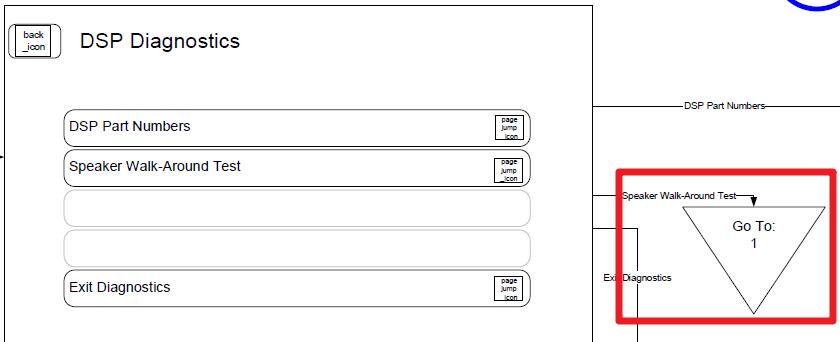 back
_icon
DSP Diagnostics
DSP Part Numbers
page
jump
_icon
Speaker Walk-Around Test
page
jump
_icon
Exit Diagnostics
page
jump
_icon
DSP Part Numbers
Speaker Walk-Around Test
Go To:
1
Exit Diagnostics